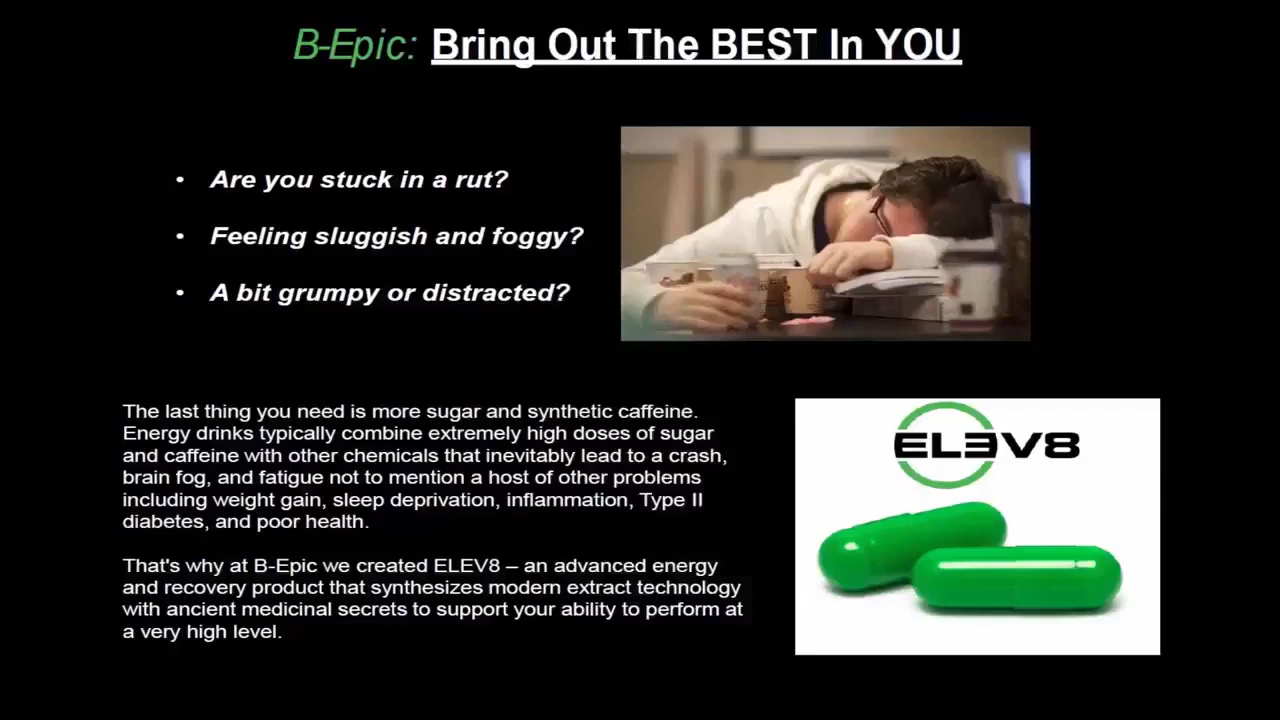 B-Epic: Bring Out The BEST In YOU
• Are you stuck in a rut?
• Feeling sluggish and foggy?
• A bit grumpy or distracted?
The last thing you need is more sugar and synthetic caffeine.
Energy drinks typically combine extremely high doses of sugar
and caffeine with other chemicals that inevitably lead to a crash,
brain fog, and fatigue not to mention a host of other problems
including weight gain, sleep deprivation, inflammation, Type II
diabetes, and poor health.
That's why at B-Epic we created ELEV8 – an advanced energy
and recovery product that synthesizes modern extract technology
with ancient medicinal secrets to support your ability to perform at
a very high level.
ELEV8